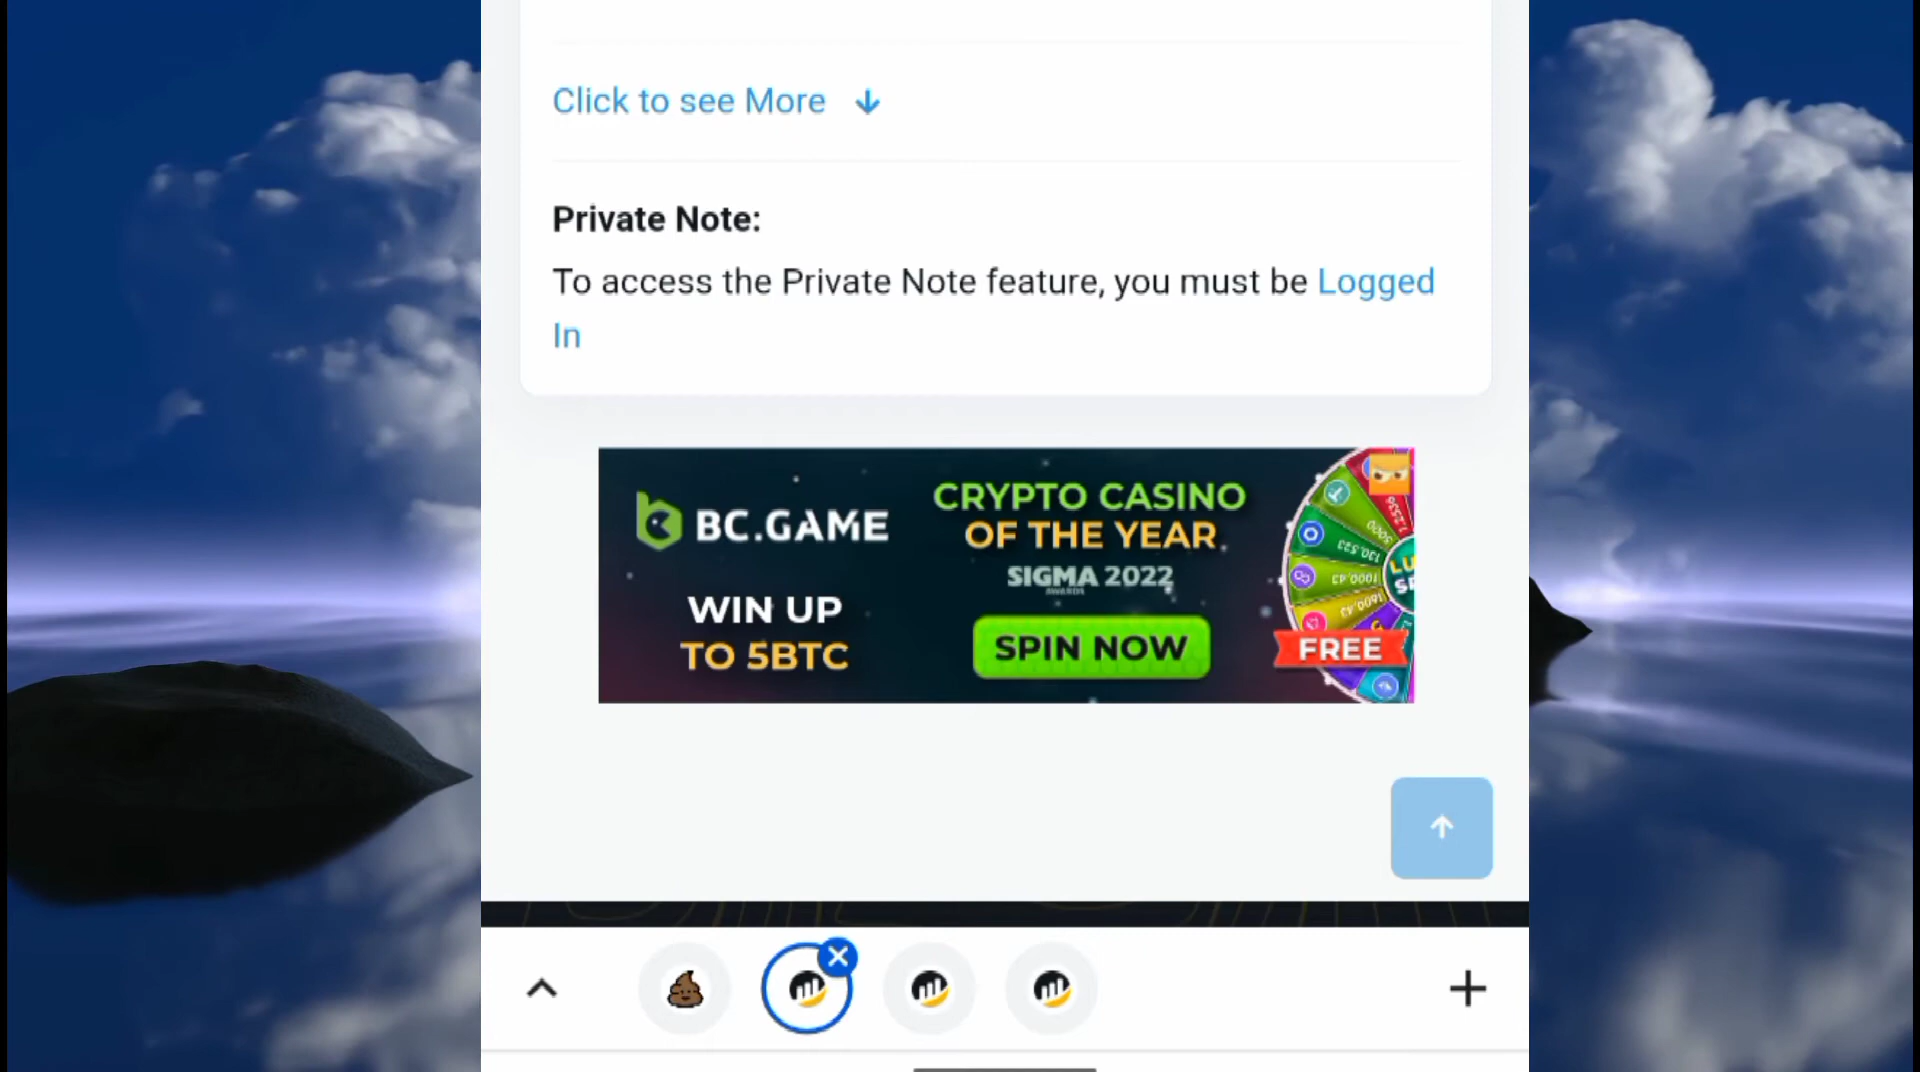 Click to see More
Private Note:
To access the Private Note feature, you must be Logged
In
BC.GAME
WIN UP
TO 5BTC
CRYPTO CASINO
OF THE YEAR
SIGMA 2022
AWARDS
SPIN NOW
FREE